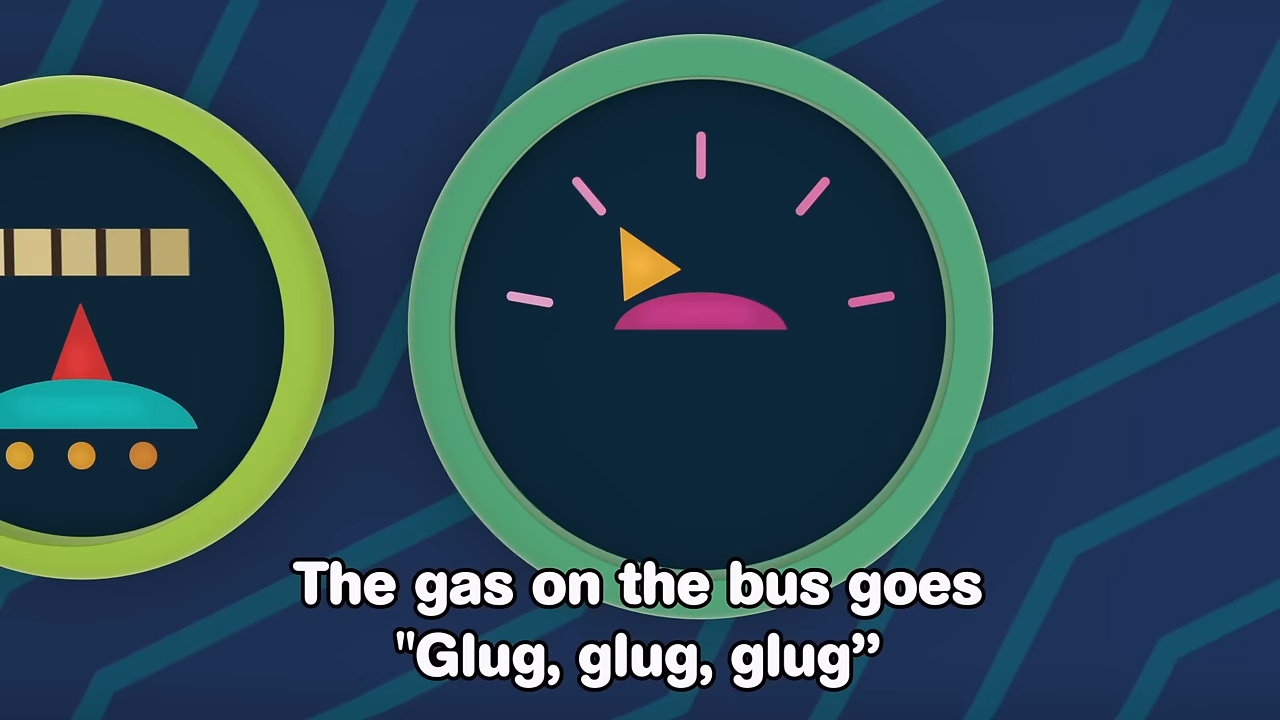 The gas on the bus goes
"Glug, glug, glug”